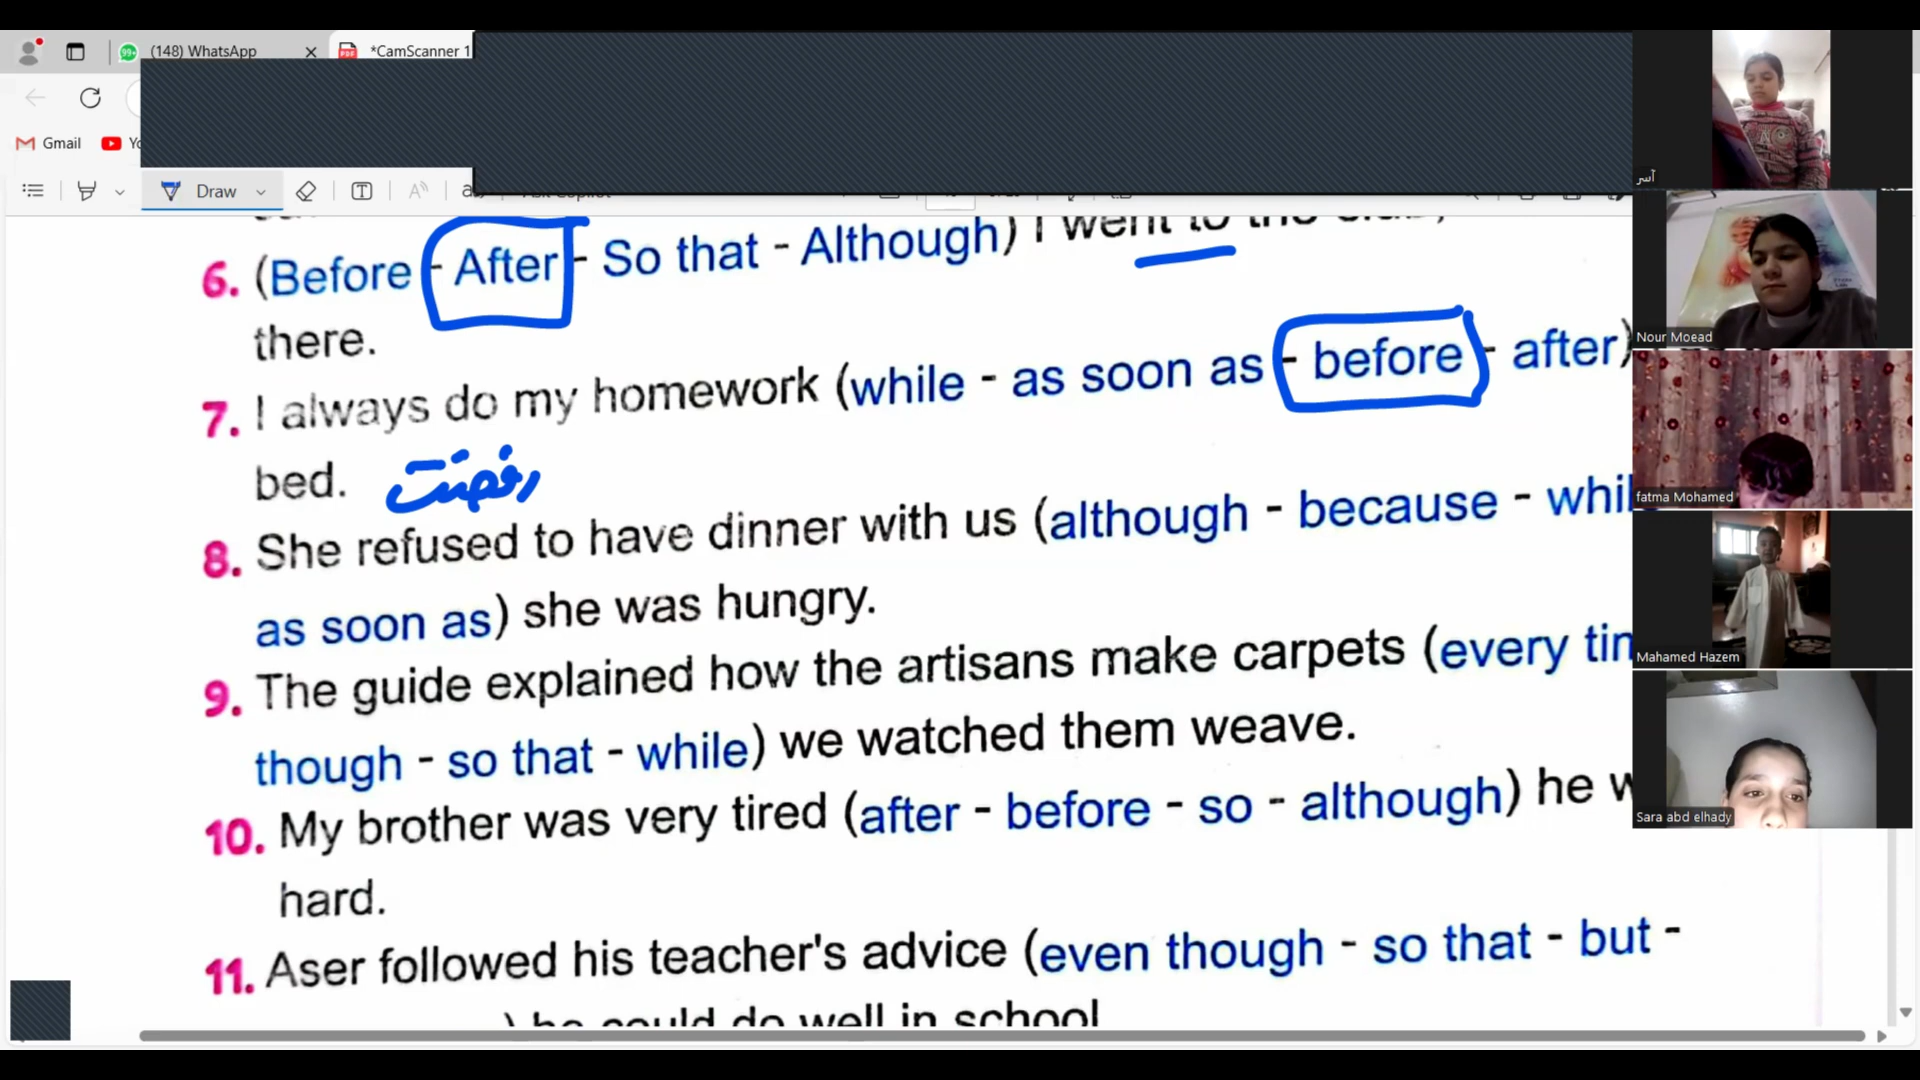 (148) WhatsApp
*CamScanner 1
Gmail
Draw
6. (Before - After - So that - Although) I went to the
there.
7. I always do my homework (while - as soon as - before - after)
bed. رفضت
8. She refused to have dinner with us (although - because - whil
as soon as) she was hungry.
9. The guide explained how the artisans make carpets (every tim
though - so that - while) we watched them weave.
10. My brother was very tired (after - before - so - although) he w
hard.
11. Aser followed his teacher's advice (even though - so that - but -
) he could do well in school
آسر
Nour Moead
fatma Mohamed
Mahamed Hazem
Sara abd elhady